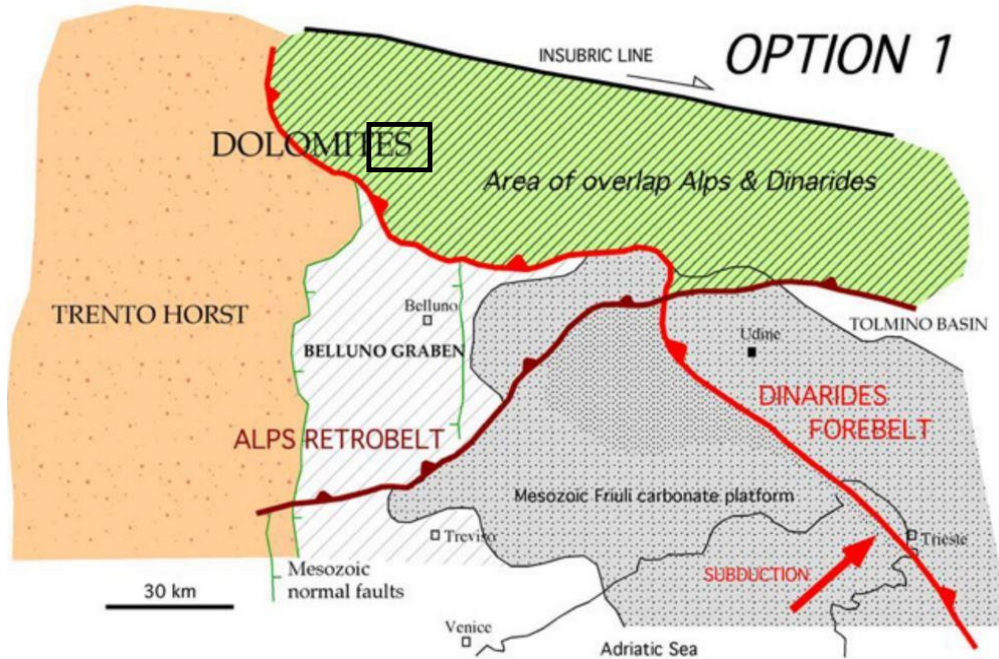 OPTION 1
INSUBRIC LINE
DOLOMITES
Area of overlap Alps & Dinarides
TRENTO HORST
Belluno
BELLUNO GRABEN
TOLMINO BASIN
Udine
DINARIDES
FOREBELT
ALPS RETROBELT
Mesozoic Friuli carbonate platform
Treviso
Trieste
SUBDUCTION
Mesozoic
normal faults
30 km
Venice
Adriatic Sea